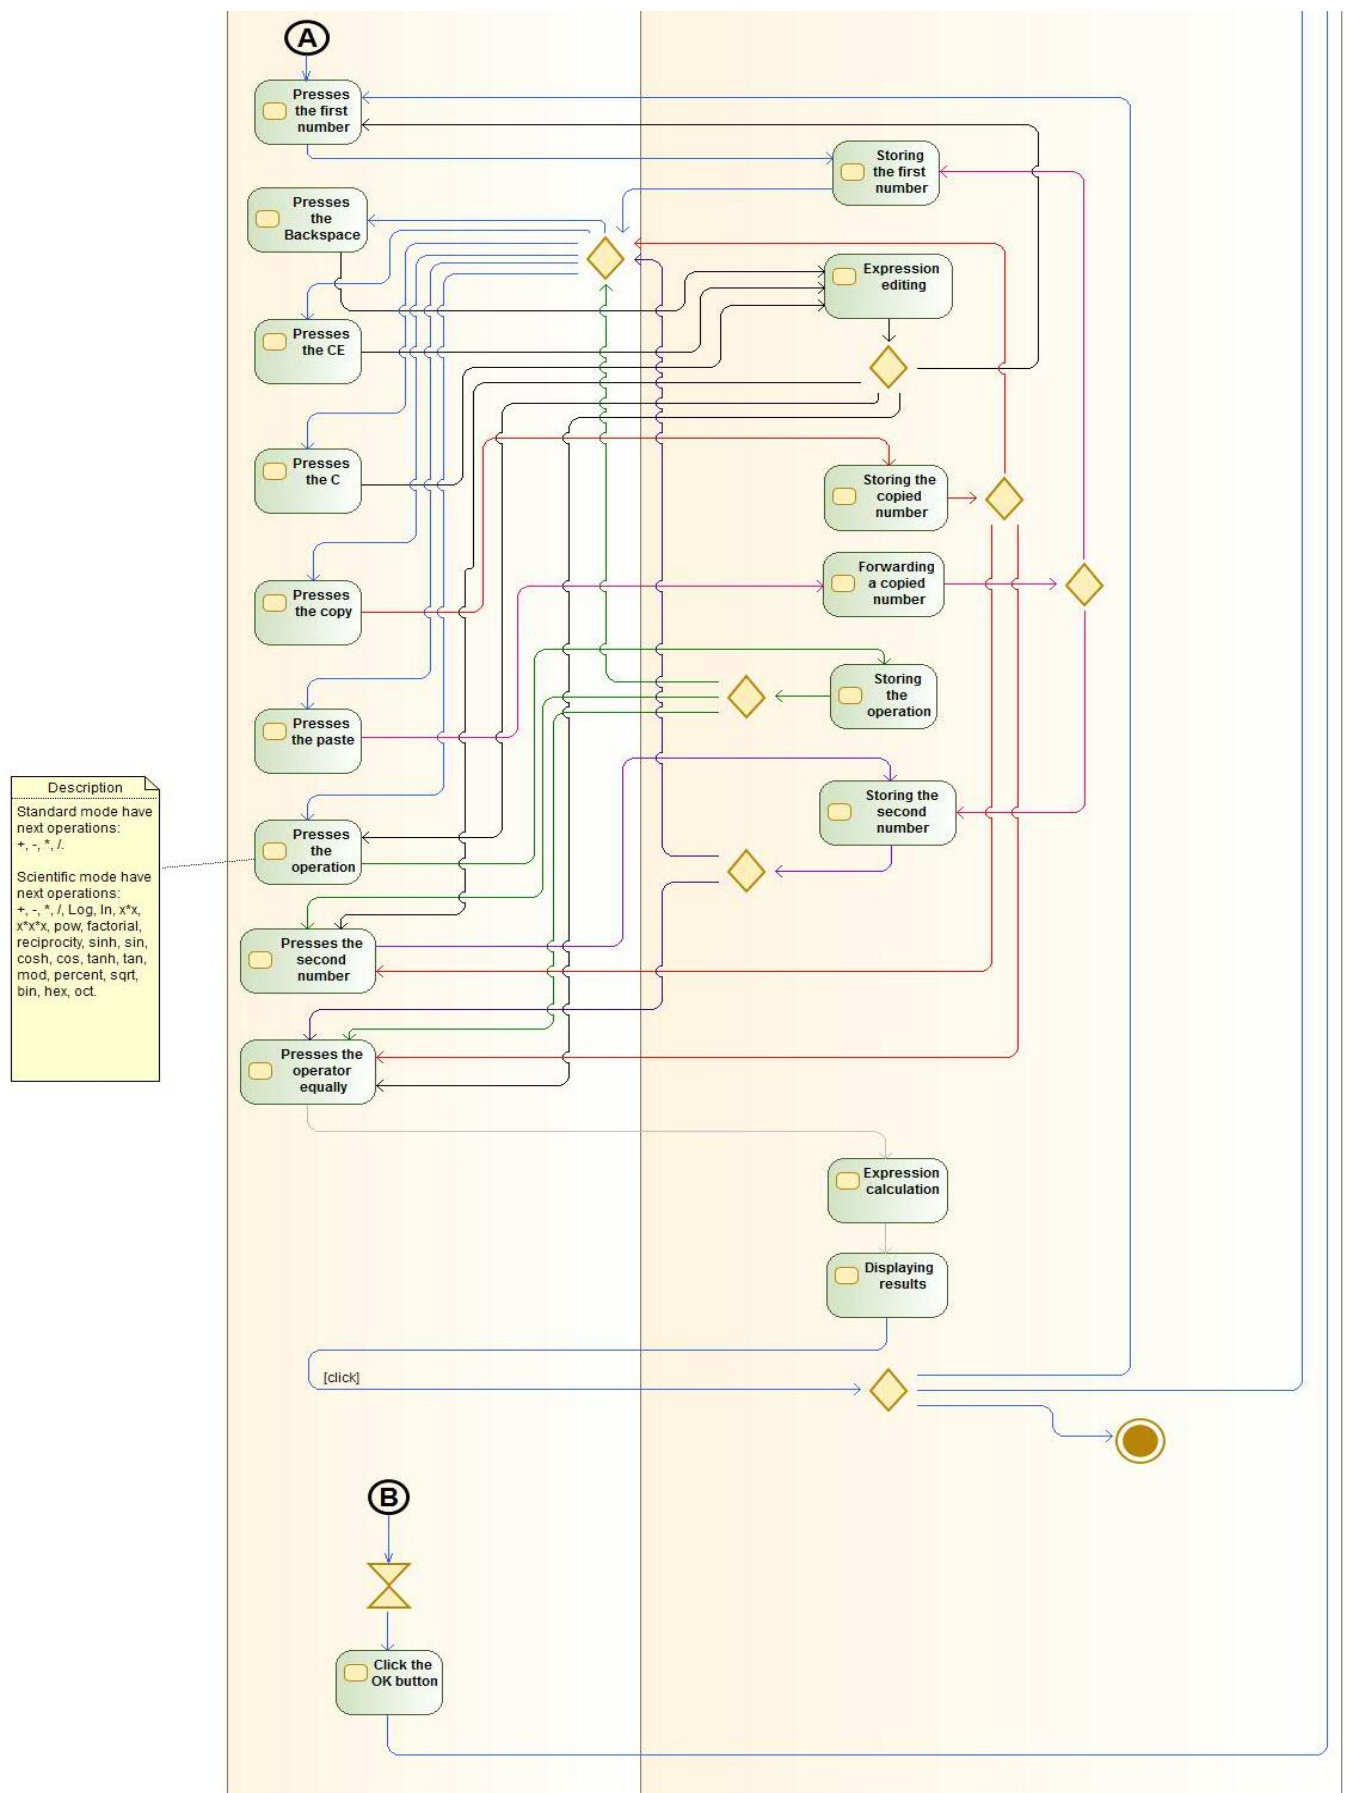 A
Presses
the first
number
Storing
the first
number
Presses
the
Backspace
Expression
editing
Presses
the CE
Presses
the C
Storing the
copied
number
Forwarding
a copied
number
Presses
the copy
Storing
the
operation
Presses
the paste
Description
Standard mode have
next operations:
+, -, *, /.
Scientific mode have
next operations:
+, -, *, /, Log, ln, x*x,
x*x*x, pow, factorial,
reciprocity, sinh, sin,
cosh, cos, tanh, tan,
mod, percent, sqrt,
bin, hex, oct.
Storing the
second
number
Presses
the
operation
Presses the
second
number
Presses the
operator
equally
Expression
calculation
Displaying
results
[click]
B
Click the
OK button